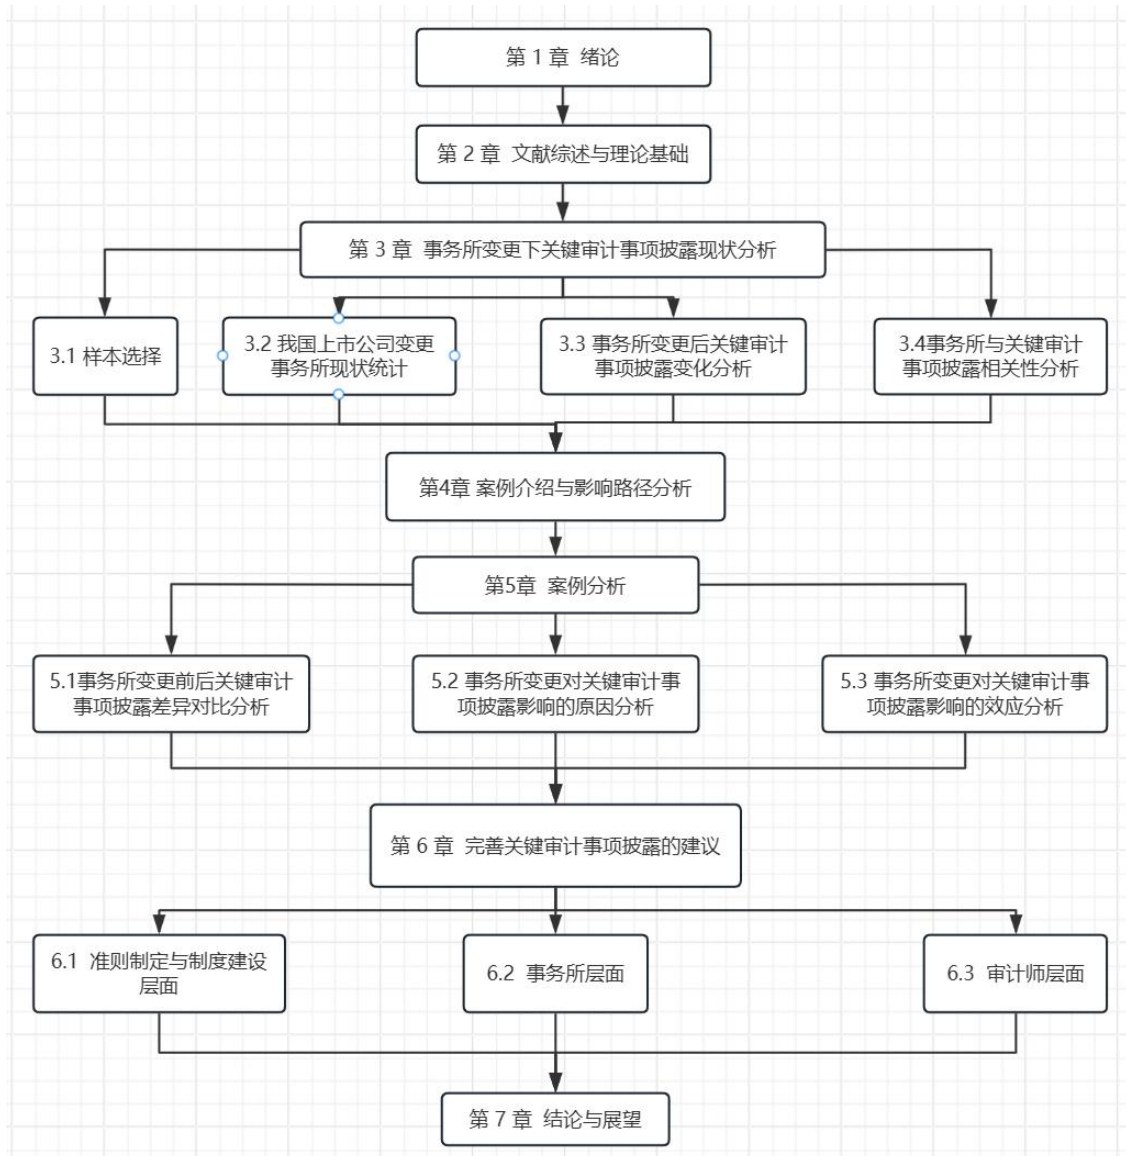 第 1 章 绪论
第 2 章 文献综述与理论基础
第 3 章 事务所变更下关键审计事项披露现状分析
3.1 样本选择
3.2 我国上市公司变更
事务所现状统计
3.3 事务所变更后关键审计
事项披露变化分析
3.4事务所与关键审计
事项披露相关性分析
第4章 案例介绍与影响路径分析
第5章 案例分析
5.1事务所变更前后关键审计
事项披露差异对比分析
5.2 事务所变更对关键审计事
项披露影响的原因分析
5.3 事务所变更对关键审计事
项披露影响的效应分析
第 6 章 完善关键审计事项披露的建议
6.1 准则制定与制度建设
层面
6.2 事务所层面
6.3 审计师层面
第 7 章 结论与展望